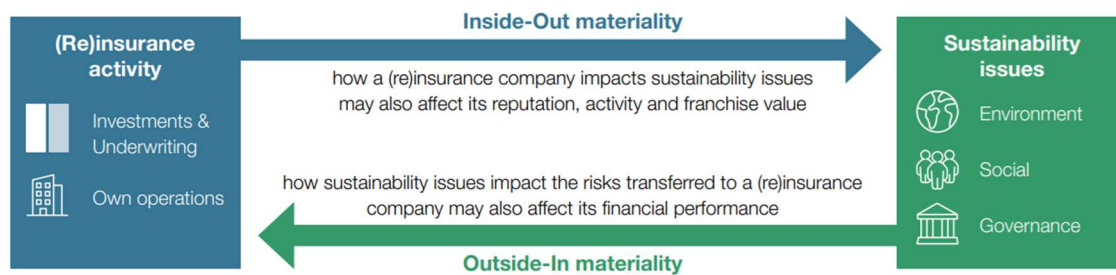 (Re)insurance
activity
Investments &
Underwriting
Own operations
Inside-Out materiality
how a (re)insurance company impacts sustainability issues
may also affect its reputation, activity and franchise value
how sustainability issues impact the risks transferred to a (re)insurance
company may also affect its financial performance
Outside-In materiality
Sustainability
issues
Environment
Social
Governance